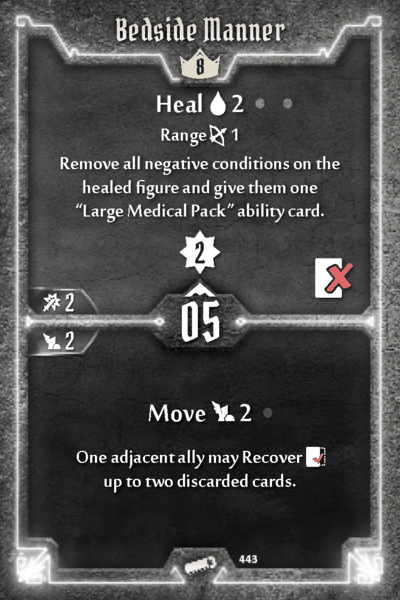 Bedside Manner
8
Heal 2
Range 1
Remove all negative conditions on the
healed figure and give them one
“Large Medical Pack” ability card.
2
2
05
2
Move 2
One adjacent ally may Recover
up to two discarded cards.
443